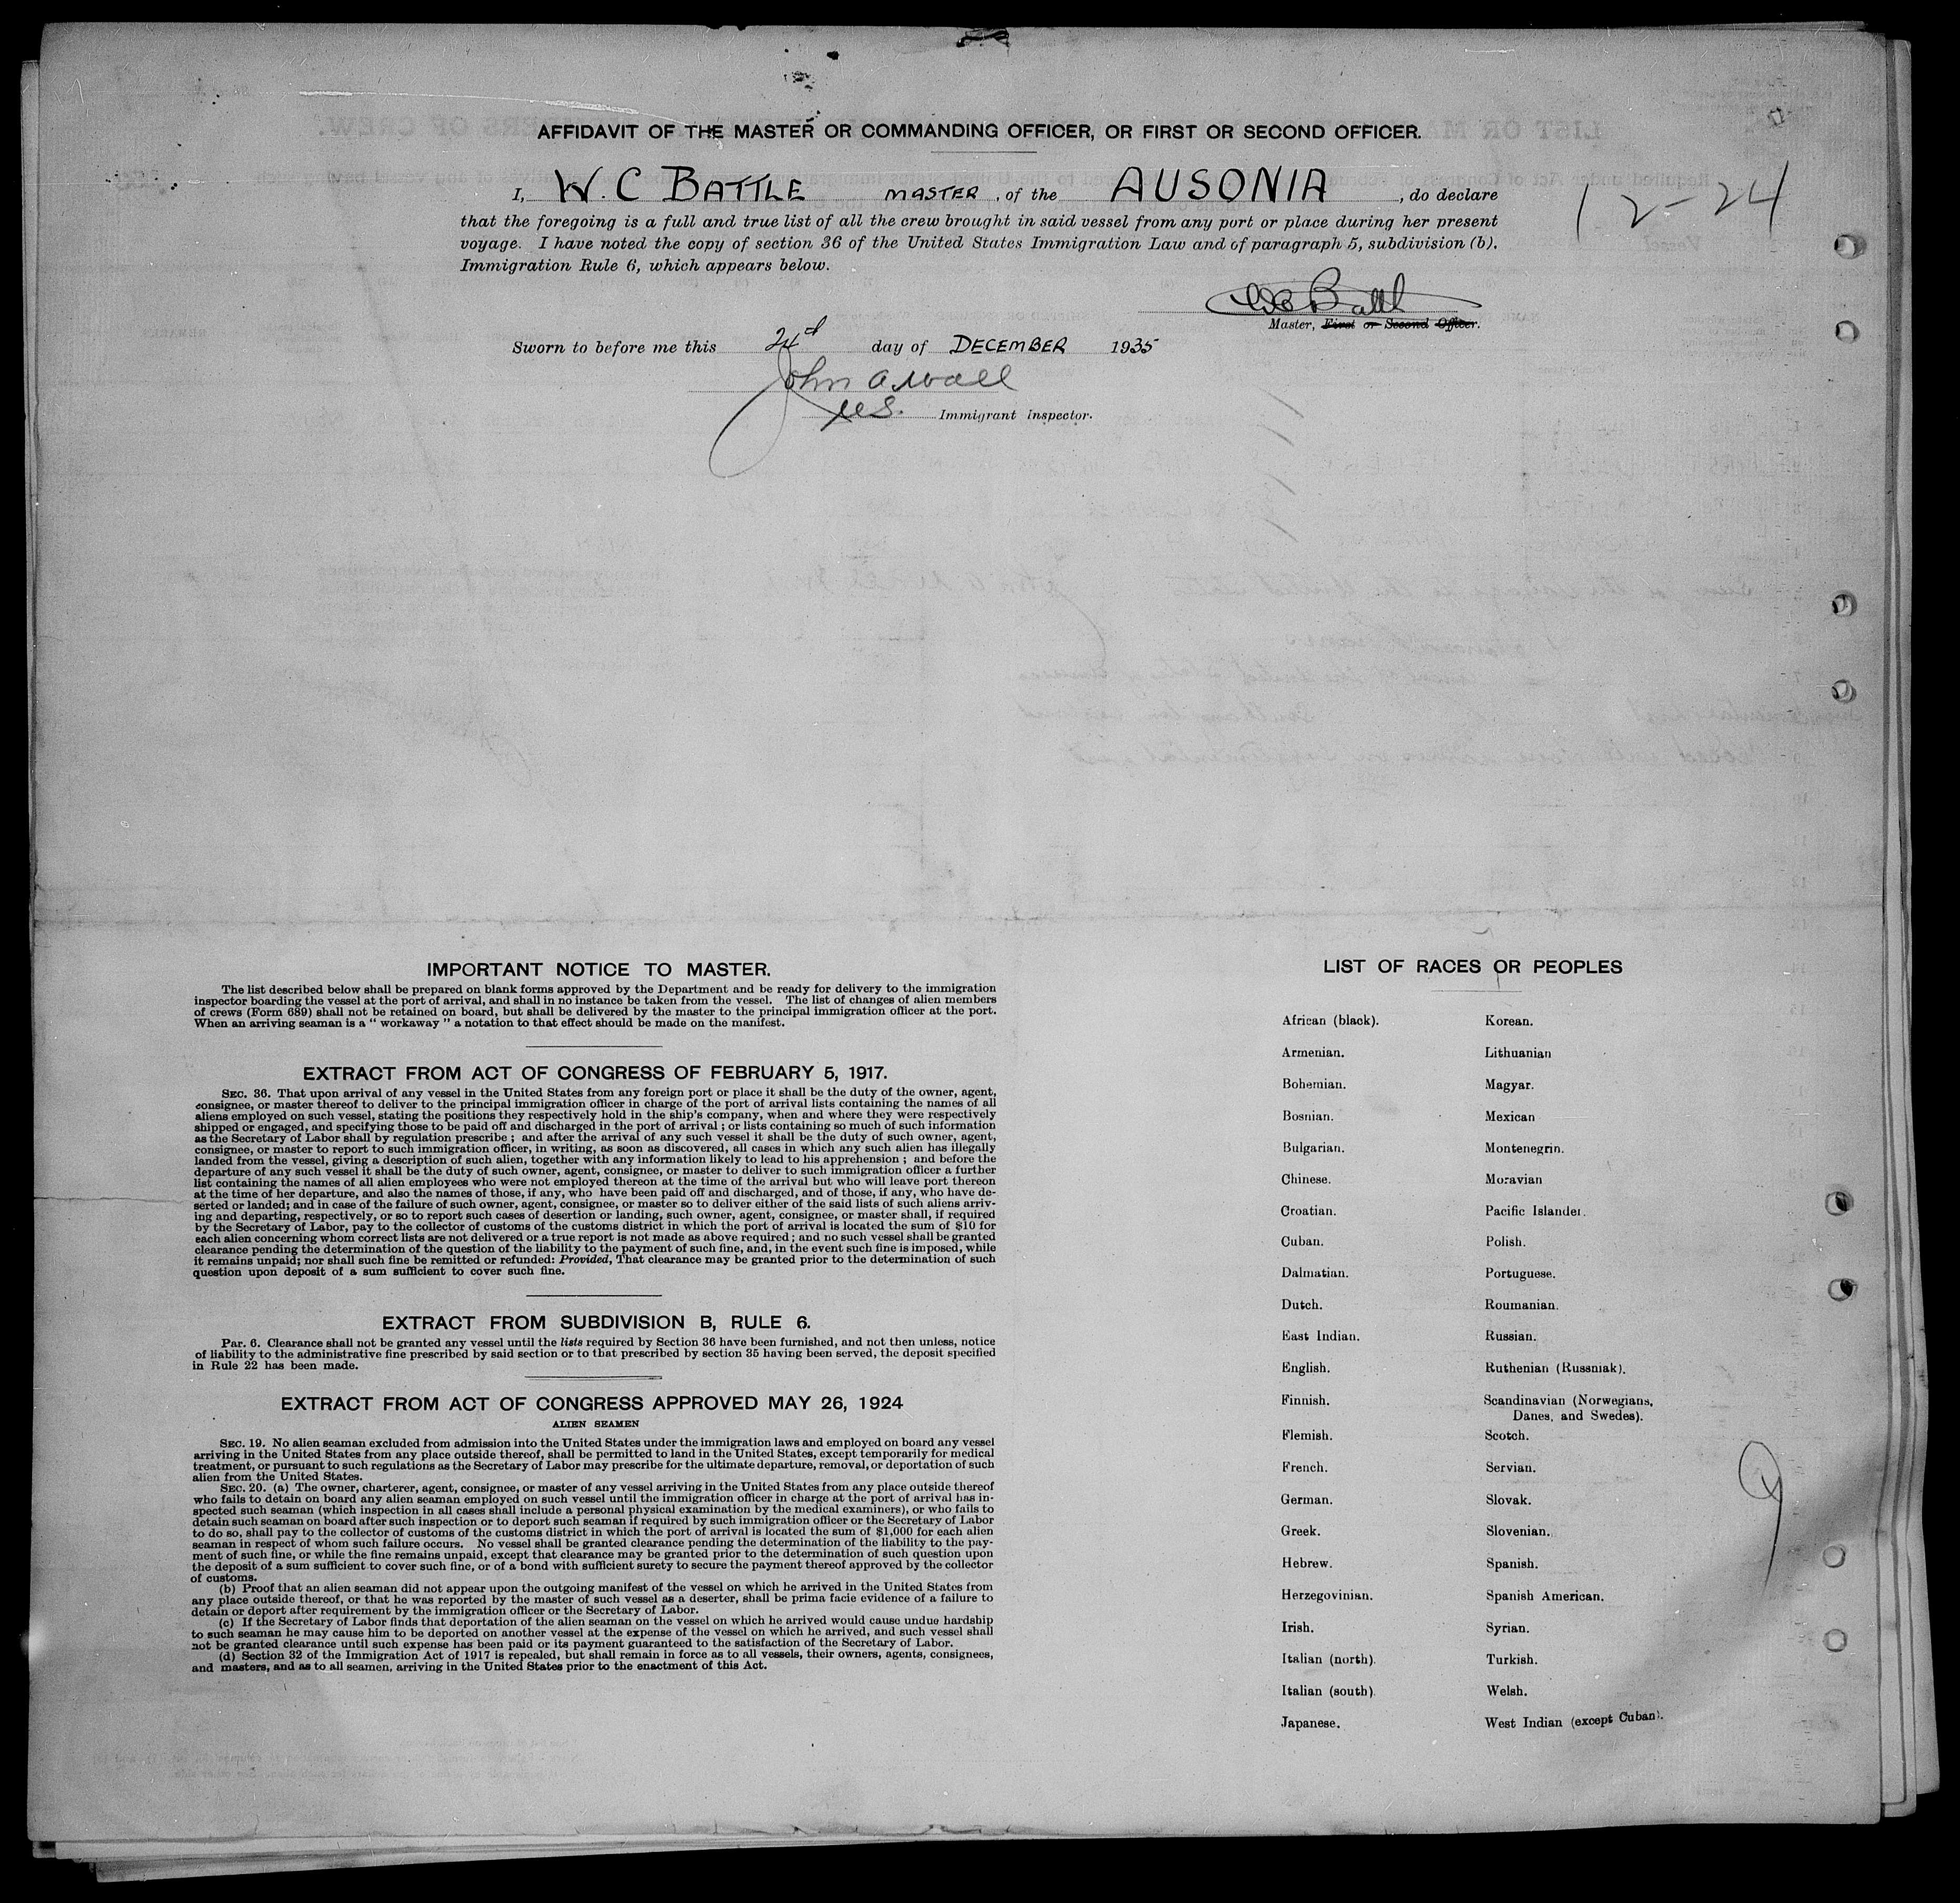 AFFIDAVIT OF THE MASTER OR COMMANDING OFFICER, OR FIRST OR SECOND OFFICER.
I, W. C BATTLE MASTER, of the AUSONIA, do declare
that the foregoing is a full and true list of all the crew brought in said vessel from any port or place during her present
voyage. I have noted the copy of section 36 of the United States Immigration Law and of paragraph 5, subdivision (b).
Immigration Rule 6, which appears below.
12-24
WC Battle
Master, First or Second Officer.
Sworn to before me this 24d day of DECEMBER 1935
John A Wall
U.S. Immigrant Inspector.
IMPORTANT NOTICE TO MASTER.
The list described below shall be prepared on blank forms approved by the Department and be ready for delivery to the immigration
inspector boarding the vessel at the port of arrival, and shall in no instance be taken from the vessel. The list of changes of alien members
of crews (Form 689) shall not be retained on board, but shall be delivered by the master to the principal immigration officer at the port.
When an arriving seaman is a " workaway " a notation to that effect should be made on the manifest.
EXTRACT FROM ACT OF CONGRESS OF FEBRUARY 5, 1917.
SEC. 36. That upon arrival of any vessel in the United States from any foreign port or place it shall be the duty of the owner, agent,
consignee, or master thereof to deliver to the principal immigration officer in charge of the port of arrival lists containing the names of all
aliens employed on such vessel, stating the positions they respectively hold in the ship's company, when and where they were respectively
shipped or engaged, and specifying those to be paid off and discharged in the port of arrival ; or lists containing so much of such information
as the Secretary of Labor shall by regulation prescribe ; and after the arrival of any such vessel it shall be the duty of such owner, agent,
consignee, or master to report to such immigration officer, in writing, as soon as discovered, all cases in which any such alien has illegally
landed from the vessel, giving a description of such alien, together with any information likely to lead to his apprehension ; and before the
departure of any such vessel it shall be the duty of such owner, agent, consignee, or master to deliver to such immigration officer a further
list containing the names of all alien employees who were not employed thereon at the time of the arrival but who will leave port thereon
at the time of her departure, and also the names of those, if any, who have been paid off and discharged, and of those, if any, who have de-
serted or landed; and in case of the failure of such owner, agent, consignee, or master so to deliver either of the said lists of such aliens arriv-
ing and departing, respectively, or so to report such cases of desertion or landing, such owner, agent, consignee, or master shall, if required
by the Secretary of Labor, pay to the collector of customs of the customs district in which the port of arrival is located the sum of $10 for
each alien concerning whom correct lists are not delivered or a true report is not made as above required ; and no such vessel shall be granted
clearance pending the determination of the question of the liability to the payment of such fine, and, in the event such fine is imposed, while
it remains unpaid; nor shall such fine be remitted or refunded: Provided, That clearance may be granted prior to the determination of such
question upon deposit of a sum sufficient to cover such fine.
EXTRACT FROM SUBDIVISION B, RULE 6.
Par. 6. Clearance shall not be granted any vessel until the lists required by Section 36 have been furnished, and not then unless, notice
of liability to the administrative fine prescribed by said section or to that prescribed by section 35 having been served, the deposit specified
in Rule 22 has been made.
EXTRACT FROM ACT OF CONGRESS APPROVED MAY 26, 1924
ALIEN SEAMEN
SEC. 19. No alien seaman excluded from admission into the United States under the immigration laws and employed on board any vessel
arriving in the United States from any place outside thereof, shall be permitted to land in the United States, except temporarily for medical
treatment, or pursuant to such regulations as the Secretary of Labor may prescribe for the ultimate departure, removal, or deportation of such
alien from the United States.
SEC. 20. (a) The owner, charterer, agent, consignee, or master of any vessel arriving in the United States from any place outside thereof
who fails to detain on board any alien seaman employed on such vessel until the immigration officer in charge at the port of arrival has in-
spected such seaman (which inspection in all cases shall include a personal physical examination by the medical examiners), or who fails to
detain such seaman on board after such inspection or to deport such seaman if required by such immigration officer or the Secretary of Labor
to do so, shall pay to the collector of customs of the customs district in which the port of arrival is located the sum of $1,000 for each alien
seaman in respect of whom such failure occurs. No vessel shall be granted clearance pending the determination of the liability to the pay-
ment of such fine, or while the fine remains unpaid, except that clearance may be granted prior to the determination of such question upon
the deposit of a sum sufficient to cover such fine, or of a bond with sufficient surety to secure the payment thereof approved by the collector
of customs.
(b) Proof that an alien seaman did not appear upon the outgoing manifest of the vessel on which he arrived in the United States from
any place outside thereof, or that he was reported by the master of such vessel as a deserter, shall be prima facie evidence of a failure to
detain or deport after requirement by the immigration officer or the Secretary of Labor.
(c) If the Secretary of Labor finds that deportation of the alien seaman on the vessel on which he arrived would cause undue hardship
to such seaman he may cause him to be deported on another vessel at the expense of the vessel on which he arrived, and such vessel shall
not be granted clearance until such expense has been paid or its payment guaranteed to the satisfaction of the Secretary of Labor.
(d) Section 32 of the Immigration Act of 1917 is repealed, but shall remain in force as to all vessels, their owners, agents, consignees,
and masters, and as to all seamen, arriving in the United States prior to the enactment of this Act.
LIST OF RACES OR PEOPLES
African (black).
Armenian.
Bohemian.
Bosnian.
Bulgarian.
Chinese.
Croatian.
Cuban.
Dalmatian.
Dutch.
East Indian.
English.
Finnish.
Flemish.
French.
German.
Greek.
Hebrew.
Herzegovinian.
Irish.
Italian (north).
Italian (south).
Japanese.
Korean.
Lithuanian
Magyar.
Mexican
Montenegrin.
Moravian
Pacific Islander.
Polish.
Portuguese.
Roumanian.
Russian.
Ruthenian (Russniak).
Scandinavian (Norwegians,
Danes, and Swedes).
Scotch.
Servian.
Slovak.
Slovenian.
Spanish.
Spanish American.
Syrian.
Turkish.
Welsh.
West Indian (except Cuban).